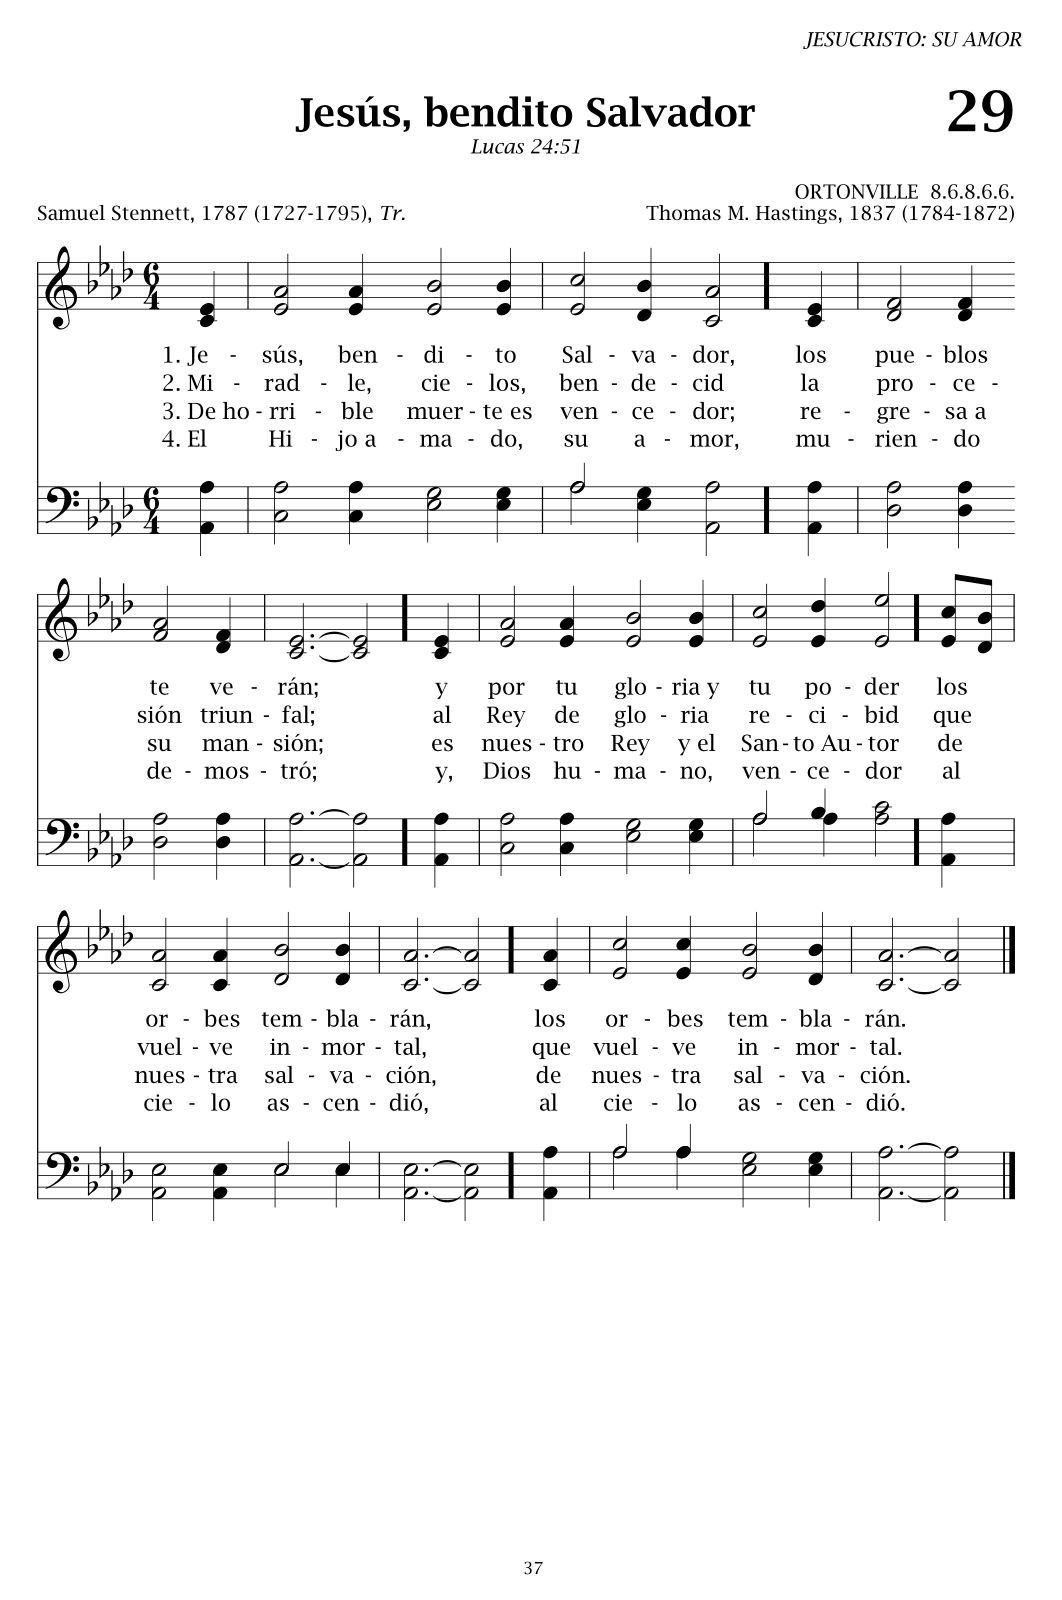 JESUCRISTO: SU AMOR
Jesús, bendito Salvador
29
Lucas 24:51
ORTONVILLE 8.6.8.6.6.
Samuel Stennett, 1787 (1727-1795), Tr.
Thomas M. Hastings, 1837 (1784-1872)
6
4
1. Je - sús, ben - di - to Sal - va - dor, los pue - blos
2. Mi - rad - le, cie - los, ben - de - cid la pro - ce -
3. De ho - rri - ble muer - te es ven - ce - dor; re - gre - sa a
4. El Hi - jo a - ma - do, su a - mor, mu - rien - do
6
4
te ve - rán; y por tu glo - ria y tu po - der los
sión triun - fal; al Rey de glo - ria re - ci - bid que
su man - sión; es nues - tro Rey y el San - to Au - tor de
de - mos - tró; y, Dios hu - ma - no, ven - ce - dor al
or - bes tem - bla - rán, los or - bes tem - bla - rán.
vuel - ve in - mor - tal, que vuel - ve in - mor - tal.
nues - tra sal - va - ción, de nues - tra sal - va - ción.
cie - lo as - cen - dió, al cie - lo as - cen - dió.
37